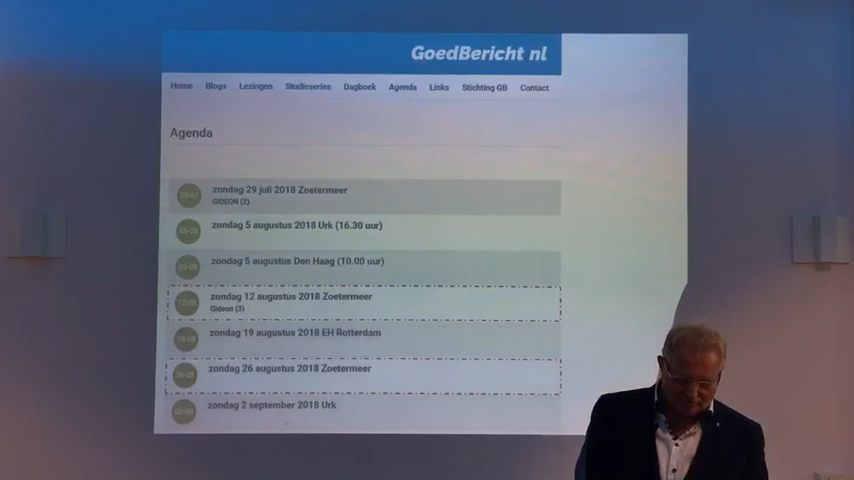 GoedBericht nl
Home Blogs Lezingen Studieseries Dagboek Agenda Links Stichting GB Contact
Agenda
29-07 zondag 29 juli 2018 Zoetermeer
GIDEON (2)
05-08 zondag 5 augustus 2018 Urk (16.30 uur)
05-08 zondag 5 augustus Den Haag (10.00 uur)
12-08 zondag 12 augustus 2018 Zoetermeer
Gideon (3)
19-08 zondag 19 augustus 2018 EH Rotterdam
26-08 zondag 26 augustus 2018 Zoetermeer
02-09 zondag 2 september 2018 Urk